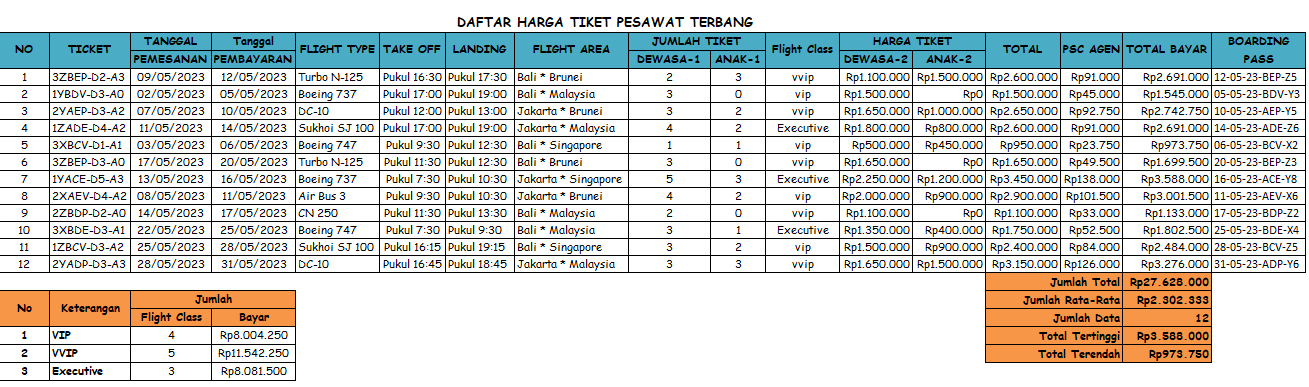 DAFTAR HARGA TIKET PESAWAT TERBANG
NO TICKET TANGGAL PEMESANAN Tanggal PEMBAYARAN FLIGHT TYPE TAKE OFF LANDING FLIGHT AREA JUMLAH TIKET DEWASA-1 ANAK-1 Flight Class HARGA TIKET DEWASA-2 ANAK-2 TOTAL PSC AGEN TOTAL BAYAR BOARDING PASS
1 3ZBEP-D2-A3 09/05/2023 12/05/2023 Turbo N-125 Pukul 16:30 Pukul 17:30 Bali * Brunei 2 3 vvip Rp1.100.000 Rp1.500.000 Rp2.600.000 Rp91.000 Rp2.691.000 12-05-23-BEP-Z5
2 1YBDV-D3-A0 02/05/2023 05/05/2023 Boeing 737 Pukul 17:00 Pukul 19:00 Bali * Malaysia 3 0 vip Rp1.500.000 Rp0 Rp1.500.000 Rp45.000 Rp1.545.000 05-05-23-BDV-Y3
3 2YAEP-D3-A2 07/05/2023 10/05/2023 DC-10 Pukul 12:00 Pukul 13:00 Jakarta * Brunei 3 2 vvip Rp1.650.000 Rp1.000.000 Rp2.650.000 Rp92.750 Rp2.742.750 10-05-23-AEP-Y5
4 1ZADE-D4-A2 11/05/2023 14/05/2023 Sukhoi SJ 100 Pukul 17:00 Pukul 19:00 Jakarta * Malaysia 4 2 Executive Rp1.800.000 Rp800.000 Rp2.600.000 Rp91.000 Rp2.691.000 14-05-23-ADE-Z6
5 3XBCV-D1-A1 03/05/2023 06/05/2023 Boeing 747 Pukul 9:30 Pukul 12:30 Bali * Singapore 1 1 vip Rp500.000 Rp450.000 Rp950.000 Rp23.750 Rp973.750 06-05-23-BCV-X2
6 3ZBEP-D3-A0 17/05/2023 20/05/2023 Turbo N-125 Pukul 11:30 Pukul 12:30 Bali * Brunei 3 0 vvip Rp1.650.000 Rp0 Rp1.650.000 Rp49.500 Rp1.699.500 20-05-23-BEP-Z3
7 1YACE-D5-A3 13/05/2023 16/05/2023 Boeing 737 Pukul 7:30 Pukul 10:30 Jakarta * Singapore 5 3 Executive Rp2.250.000 Rp1.200.000 Rp3.450.000 Rp138.000 Rp3.588.000 16-05-23-ACE-Y8
8 2XAEV-D4-A2 08/05/2023 11/05/2023 Air Bus 3 Pukul 9:30 Pukul 10:30 Jakarta * Brunei 4 2 vip Rp2.000.000 Rp900.000 Rp2.900.000 Rp101.500 Rp3.001.500 11-05-23-AEV-X6
9 2ZBDP-D2-A0 14/05/2023 17/05/2023 CN 250 Pukul 11:30 Pukul 13:30 Bali * Malaysia 2 0 vvip Rp1.100.000 Rp0 Rp1.100.000 Rp33.000 Rp1.133.000 17-05-23-BDP-Z2
10 3XBDE-D3-A1 22/05/2023 25/05/2023 Boeing 747 Pukul 7:30 Pukul 9:30 Bali * Malaysia 3 1 Executive Rp1.350.000 Rp400.000 Rp1.750.000 Rp52.500 Rp1.802.500 25-05-23-BDE-X4
11 1ZBCV-D3-A2 25/05/2023 28/05/2023 Sukhoi SJ 100 Pukul 16:15 Pukul 19:15 Bali * Singapore 3 2 vip Rp1.500.000 Rp900.000 Rp2.400.000 Rp84.000 Rp2.484.000 28-05-23-BCV-Z5
12 2YADP-D3-A3 28/05/2023 31/05/2023 DC-10 Pukul 16:45 Pukul 18:45 Jakarta * Malaysia 3 3 vvip Rp1.650.000 Rp1.500.000 Rp3.150.000 Rp126.000 Rp3.276.000 31-05-23-ADP-Y6
Jumlah Total Rp27.628.000
Jumlah Rata-Rata Rp2.302.333
Jumlah Data 12
Total Tertinggi Rp3.588.000
Total Terendah Rp973.750
No Keterangan Jumlah
Flight Class Bayar
1 VIP 4 Rp8.004.250
2 VVIP 5 Rp11.542.250
3 Executive 3 Rp8.081.500